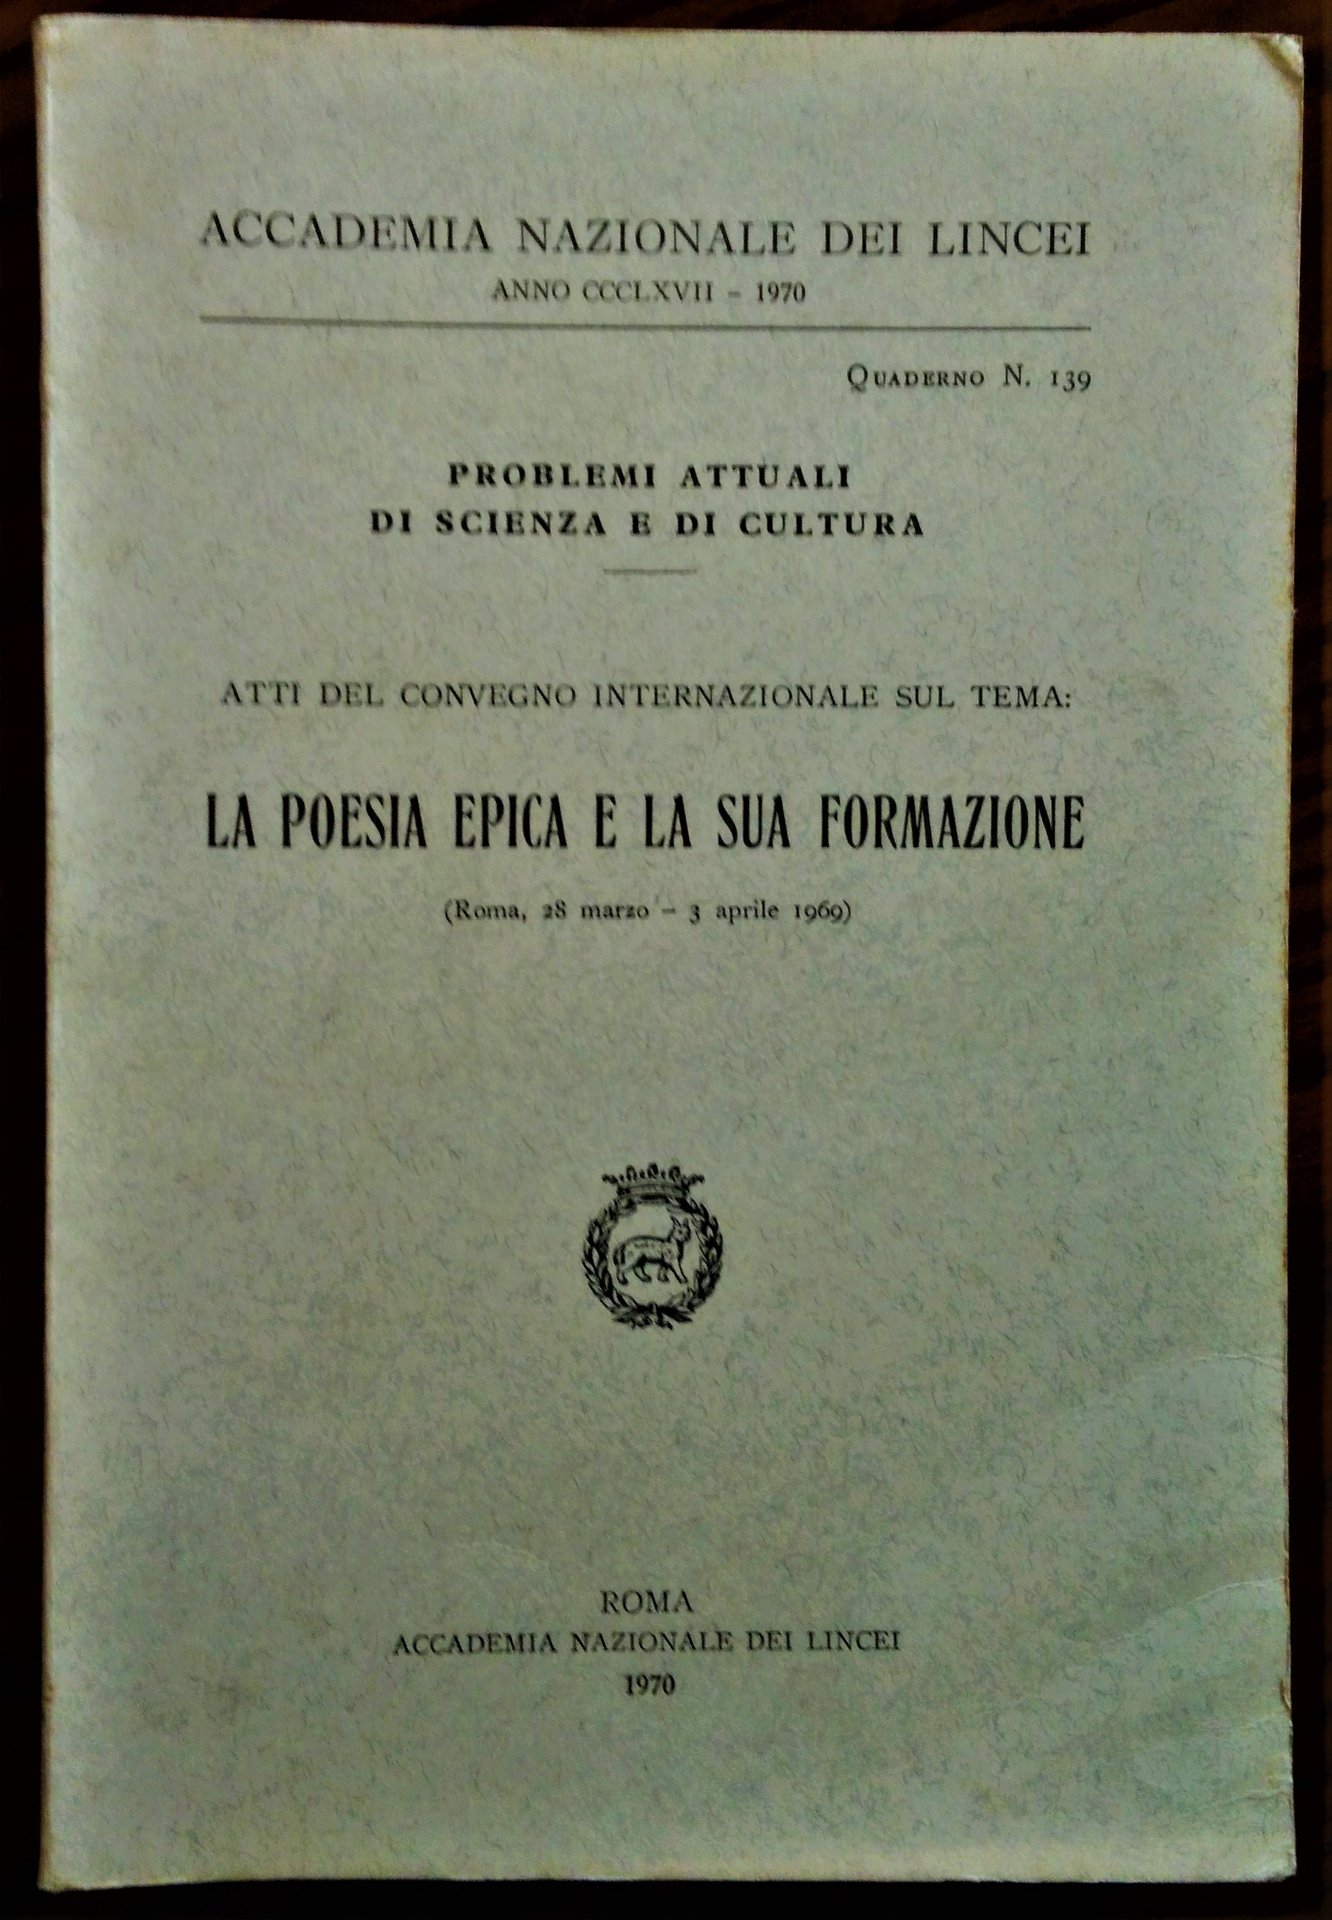 ACCADEMIA NAZIONALE DEI LINCEI
ANNO CCCLXVII – 1970
QUADERNO N. 139
PROBLEMI ATTUALI
DI SCIENZA E DI CULTURA
ATTI DEL CONVEGNO INTERNAZIONALE SUL TEMA:
LA POESIA EPICA E LA SUA FORMAZIONE
(Roma, 28 marzo – 3 aprile 1969)
ROMA
ACCADEMIA NAZIONALE DEI LINCEI
1970